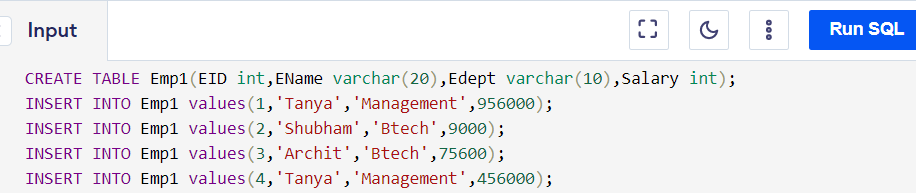 Input
Run SQL
CREATE TABLE Emp1(EID int,EName varchar(20),Edept varchar(10),Salary int);
INSERT INTO Emp1 values(1,'Tanya','Management',956000);
INSERT INTO Emp1 values(2,'Shubham','Btech',9000);
INSERT INTO Emp1 values(3,'Archit','Btech',75600);
INSERT INTO Emp1 values(4,'Tanya','Management',456000);